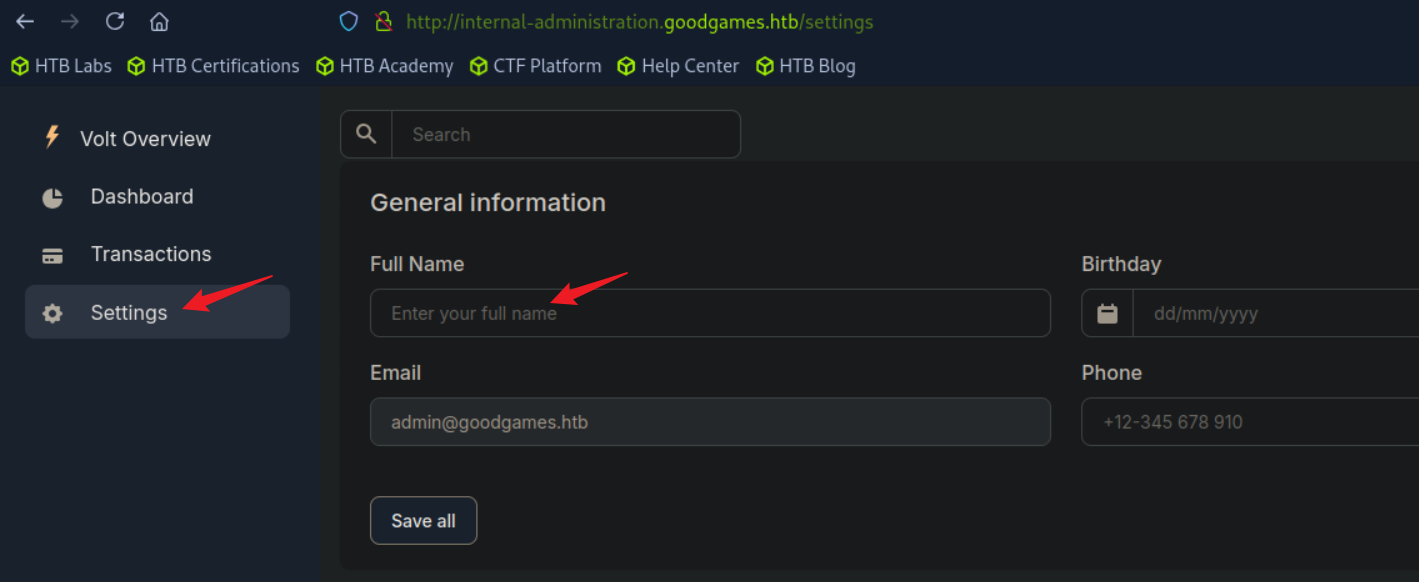 http://internal-administration.goodgames.htb/settings
HTB Labs HTB Certifications HTB Academy CTF Platform Help Center HTB Blog
Volt Overview
Dashboard
Transactions
Settings
Search
General information
Full Name
Enter your full name
Birthday
dd/mm/yyyy
Email
admin@goodgames.htb
Phone
+12-345 678 910
Save all